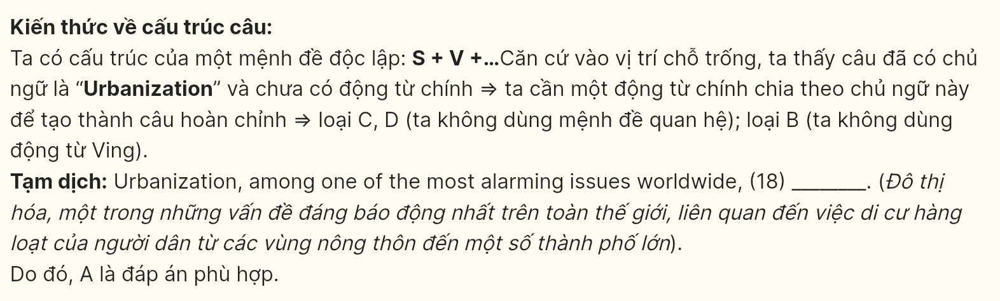 Kiến thức về cấu trúc câu:
Ta có cấu trúc của một mệnh đề độc lập: S + V +...Căn cứ vào vị trí chỗ trống, ta thấy câu đã có chủ
ngữ là “Urbanization” và chưa có động từ chính ⇒ ta cần một động từ chính chia theo chủ ngữ này
để tạo thành câu hoàn chỉnh ⇒ loại C, D (ta không dùng mệnh đề quan hệ); loại B (ta không dùng
động từ Ving).
Tạm dịch: Urbanization, among one of the most alarming issues worldwide, (18) ________. (Đô thị
hóa, một trong những vấn đề đáng báo động nhất trên toàn thế giới, liên quan đến việc di cư hàng
loạt của người dân từ các vùng nông thôn đến một số thành phố lớn).
Do đó, A là đáp án phù hợp.